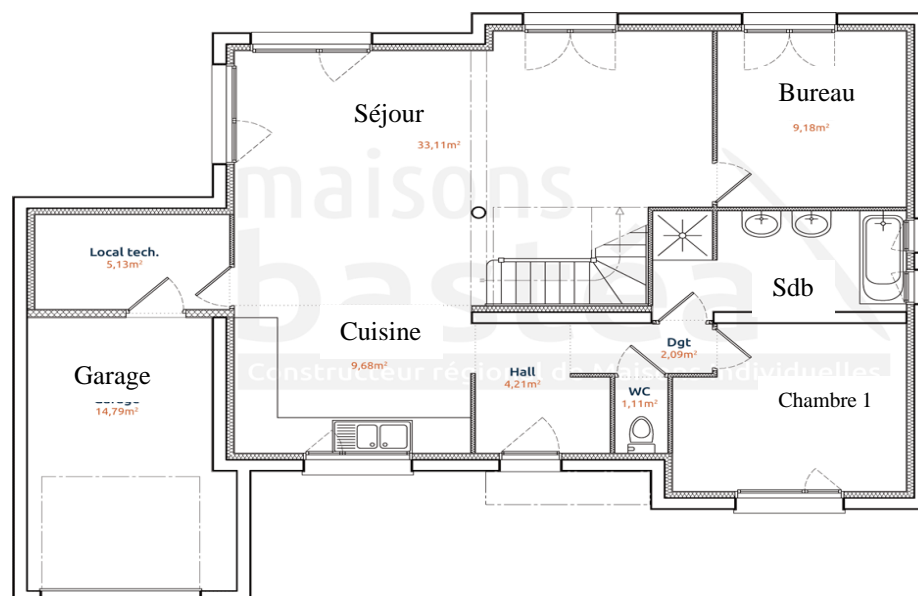 Séjour
33,11m²
Bureau
9,18m²
maisons
bastéa
Constructeur régional de Maisons Individuelles
Local tech.
5,13m²
Sdb
Cuisine
9,68m²
Dgt
2,09m²
Hall
4,21m²
Garage
14,79m²
WC
1,11m²
Chambre 1